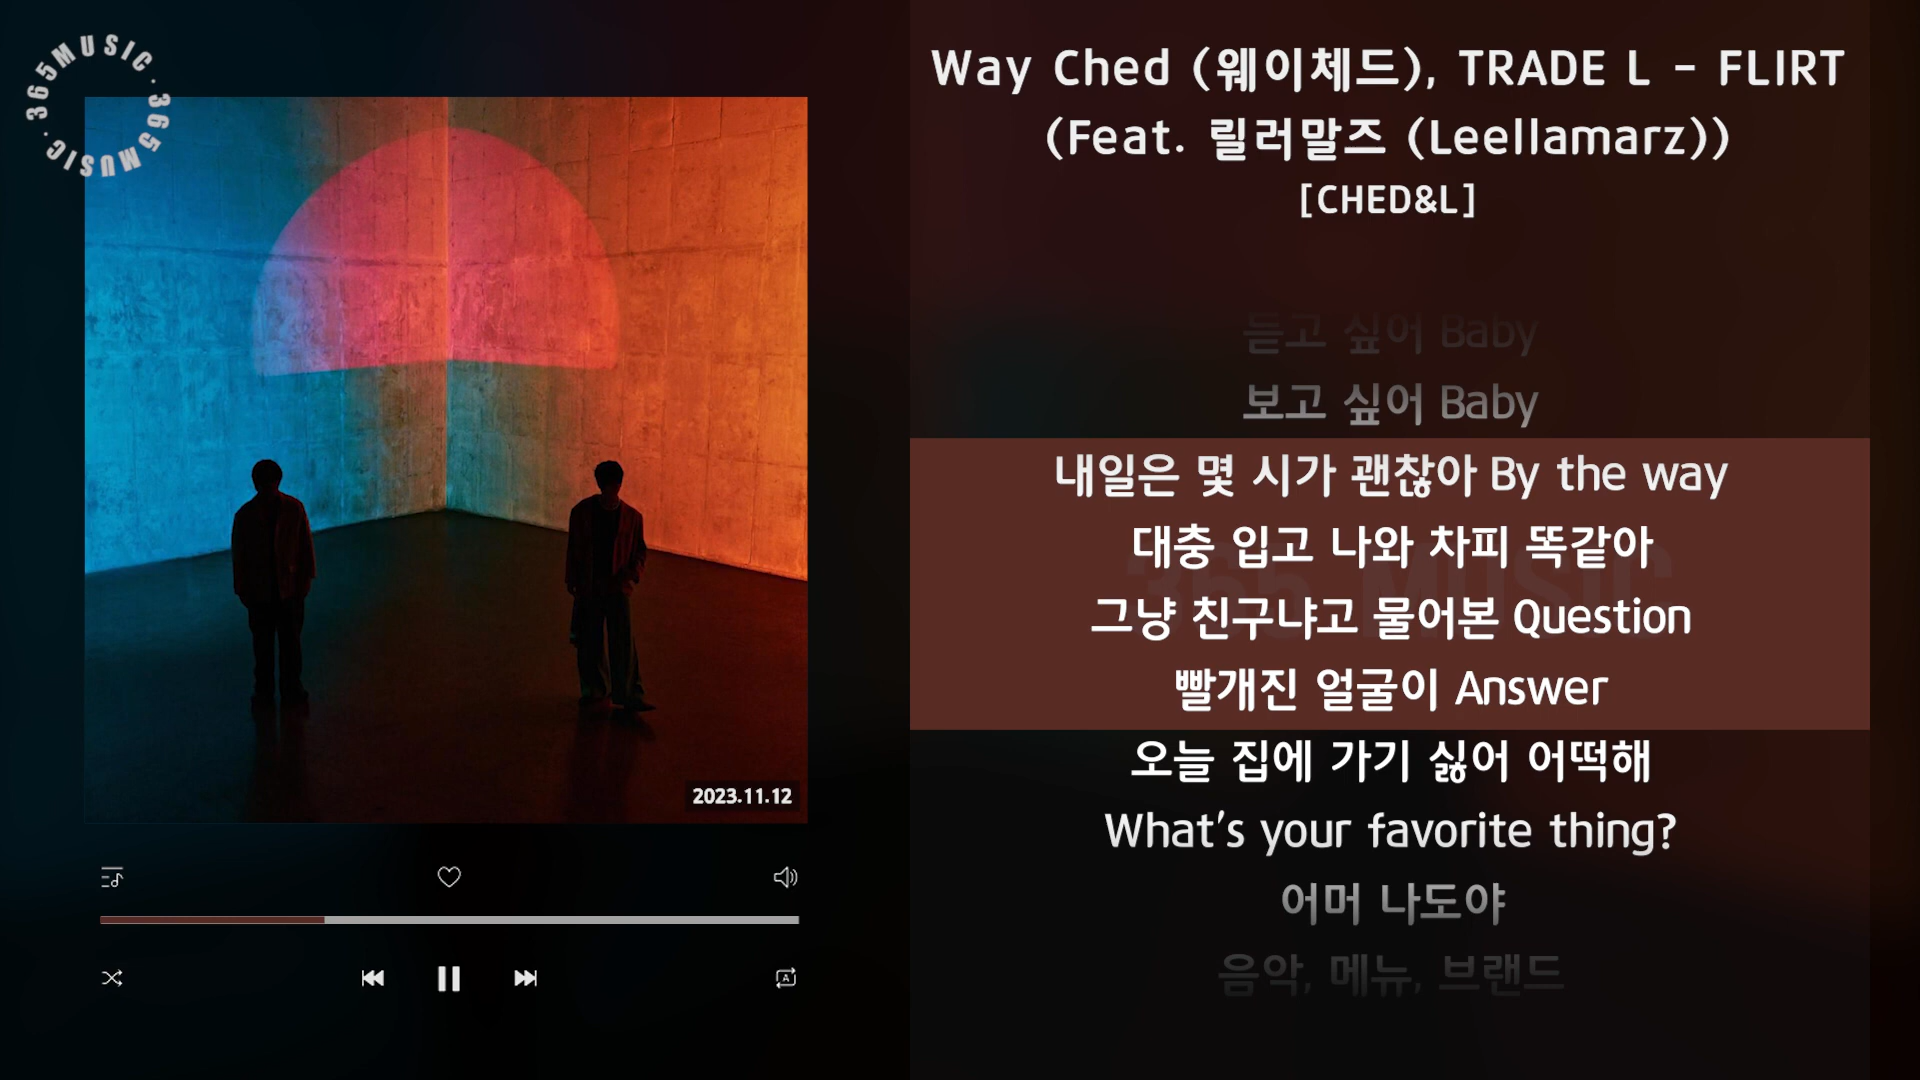 365MUSIC · 365MUSIC ·
Way Ched (웨이체드), TRADE L - FLIRT
(Feat. 릴러말즈 (Leellamarz))
[CHED&L]
듣고 싶어 Baby
보고 싶어 Baby
내일은 몇 시가 괜찮아 By the way
대충 입고 나와 차피 똑같아
365 MUSIC
그냥 친구냐고 물어본 Question
빨개진 얼굴이 Answer
오늘 집에 가기 싫어 어떡해
What's your favorite thing?
어머 나도야
음악, 메뉴, 브랜드
2023.11.12
A